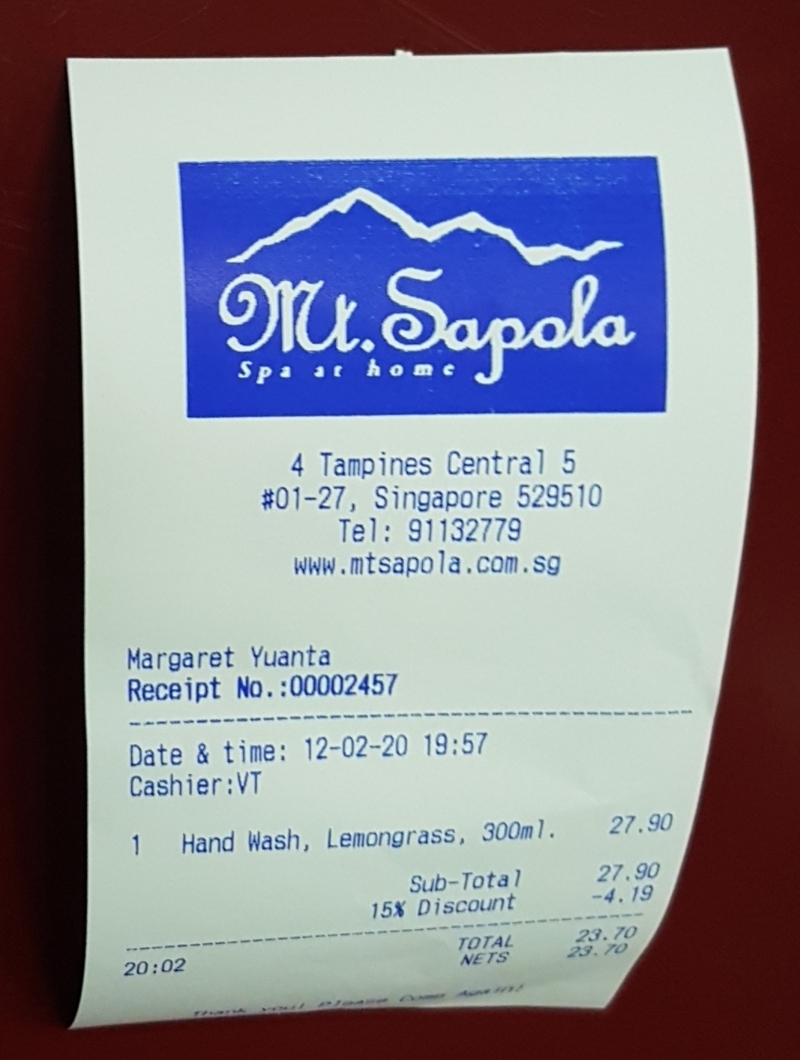 Mt. Sapola
Spa at home
4 Tampines Central 5
#01-27, Singapore 529510
Tel: 91132779
www.mtsapola.com.sg
Margaret Yuanta
Receipt No.:00002457
Date & time: 12-02-20 19:57
Cashier:VT
1 Hand Wash, Lemongrass, 300ml. 27.90
Sub-Total 27.90
15% Discount -4.19
TOTAL 23.70
20:02 NETS 23.70
Thank you! Please Come Again!